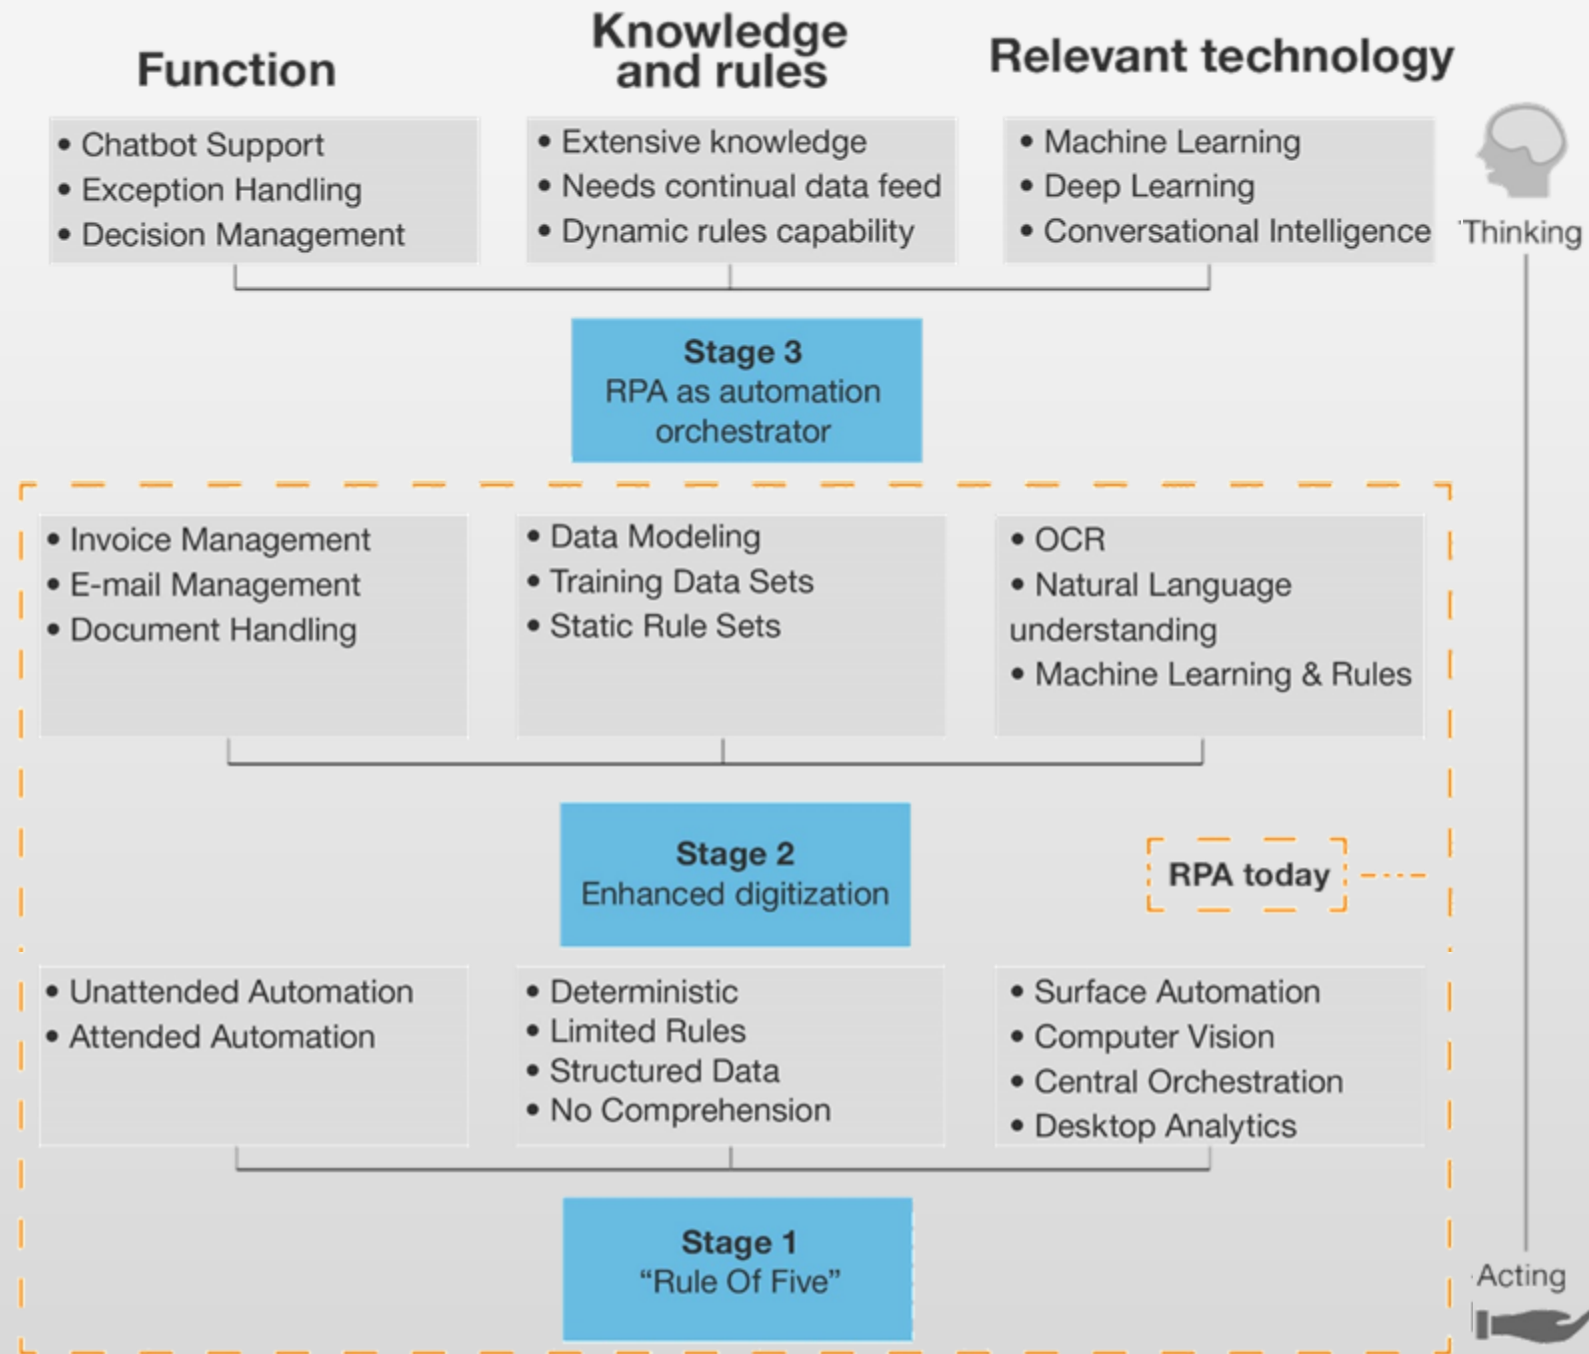 Function
Knowledge
and rules
Relevant technology
• Chatbot Support
• Exception Handling
• Decision Management
• Extensive knowledge
• Needs continual data feed
• Dynamic rules capability
• Machine Learning
• Deep Learning
• Conversational Intelligence
Thinking
Stage 3
RPA as automation
orchestrator
• Invoice Management
• E-mail Management
• Document Handling
• Data Modeling
• Training Data Sets
• Static Rule Sets
• OCR
• Natural Language
understanding
• Machine Learning & Rules
Stage 2
Enhanced digitization
RPA today
• Unattended Automation
• Attended Automation
• Deterministic
• Limited Rules
• Structured Data
• No Comprehension
• Surface Automation
• Computer Vision
• Central Orchestration
• Desktop Analytics
Stage 1
“Rule Of Five”
Acting